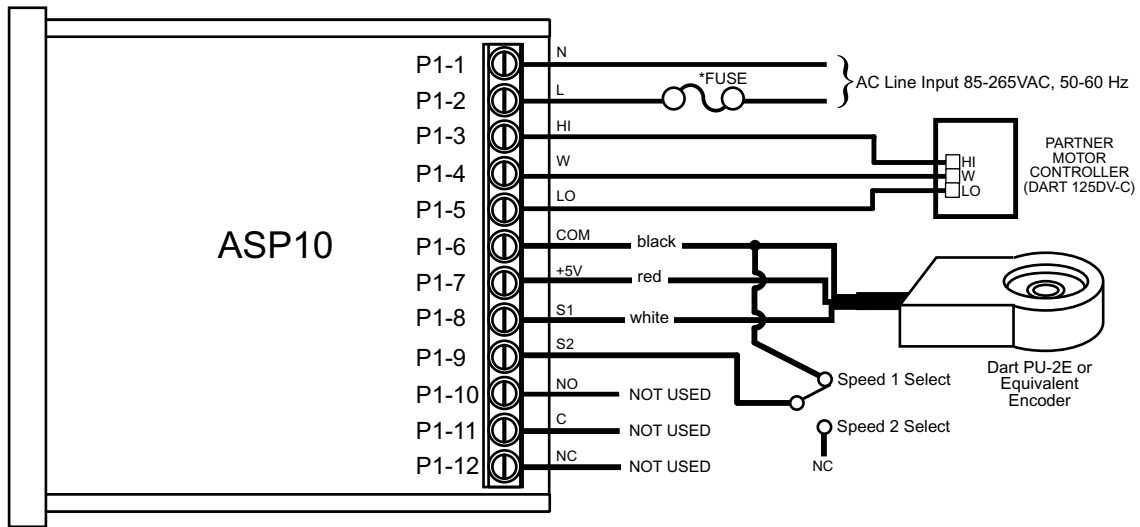 ASP10
P1-1 N
P1-2 L
*FUSE
AC Line Input 85-265VAC, 50-60 Hz
P1-3 HI
P1-4 W
P1-5 LO
HI
W
LO
PARTNER
MOTOR
CONTROLLER
(DART 125DV-C)
P1-6 COM black
P1-7 +5V red
P1-8 S1 white
P1-9 S2
P1-10 NO NOT USED
P1-11 C NOT USED
P1-12 NC NOT USED
Speed 1 Select
Speed 2 Select
NC
Dart PU-2E or
Equivalent
Encoder